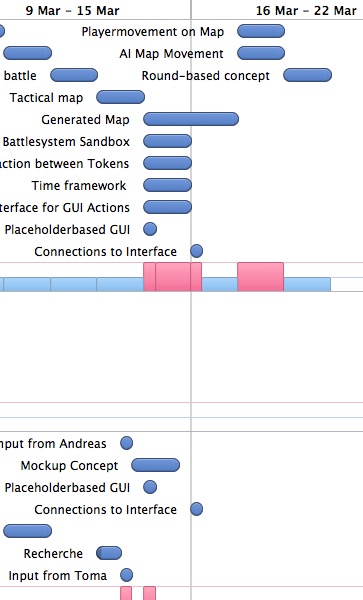 9 Mar - 15 Mar 16 Mar - 22 Mar
Playermovement on Map
AI Map Movement
battle Round-based concept
Tactical map
Generated Map
Battlesystem Sandbox
action between Tokens
Time framework
terface for GUI Actions
Placeholderbased GUI
Connections to Interface
nput from Andreas
Mockup Concept
Placeholderbased GUI
Connections to Interface
Recherche
Input from Toma